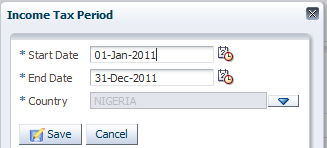 Income Tax Period
* Start Date 01-Jan-2011
* End Date 31-Dec-2011
* Country NIGERIA
Save Cancel